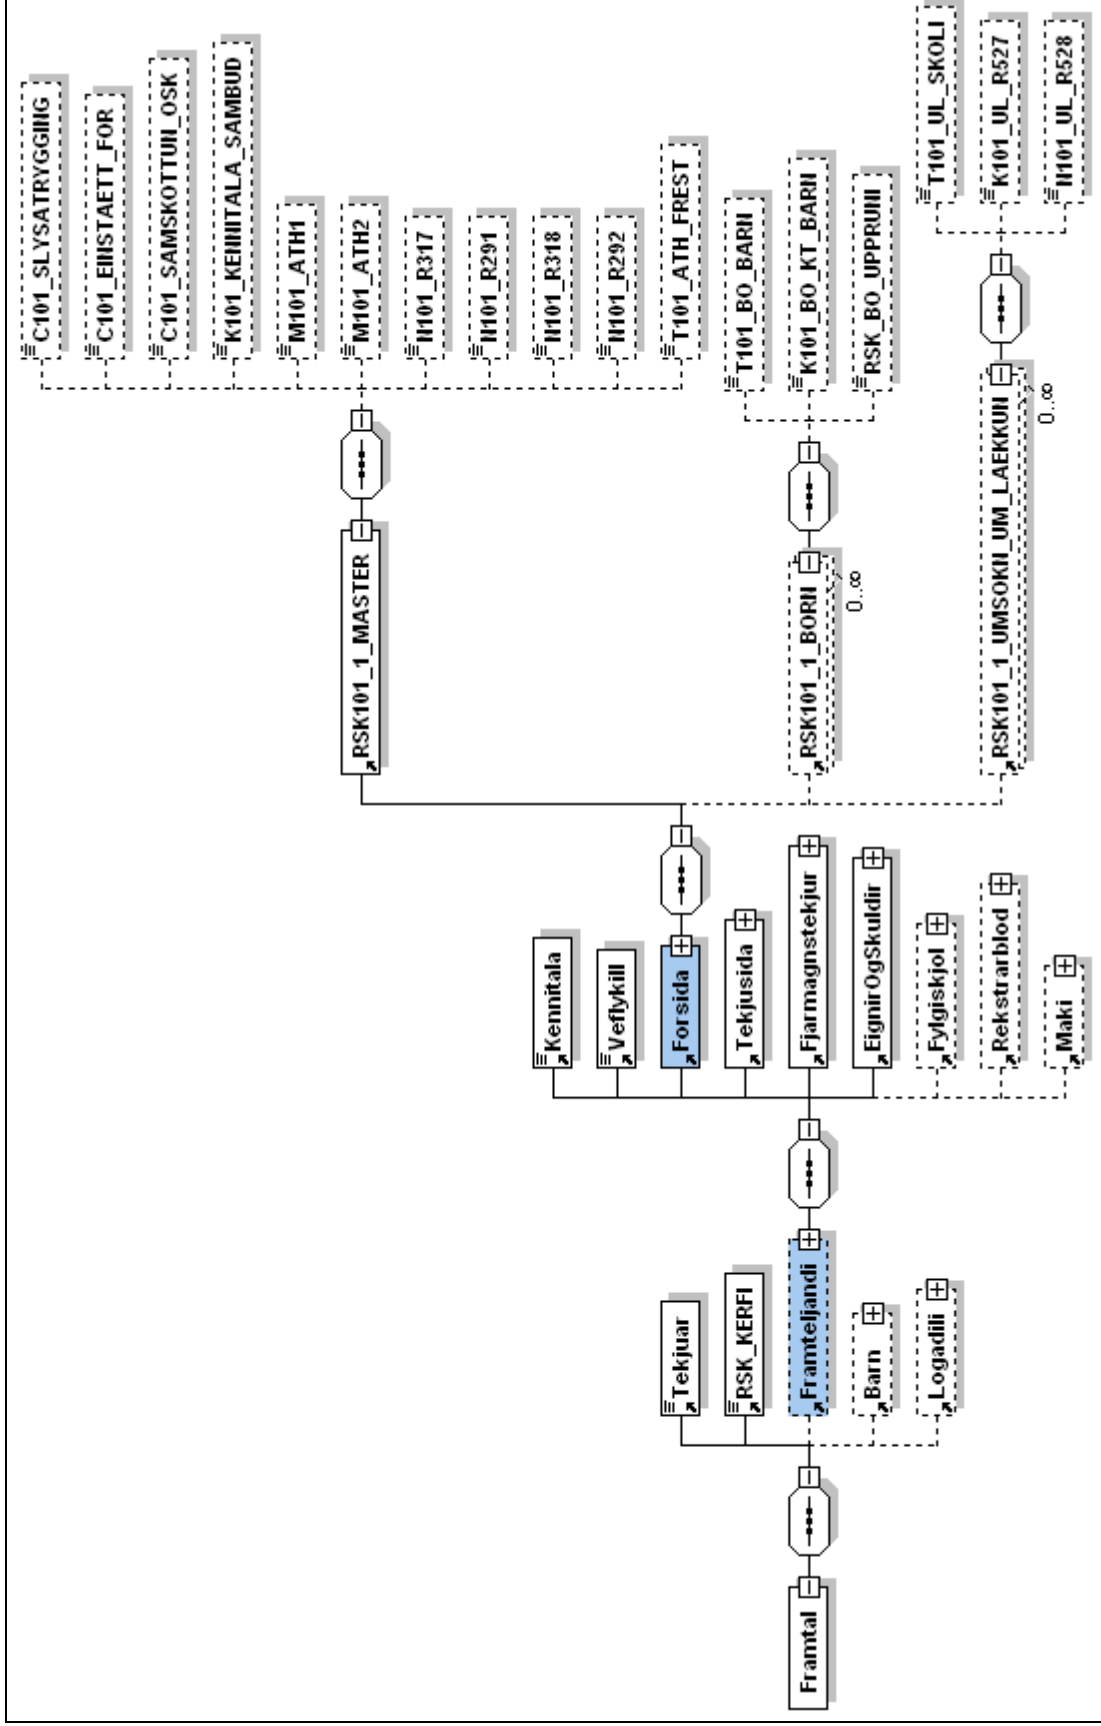 Framtal
Tekjuar
RSK_KERFI
Framteljandi
Barn
Logadili
Kennitala
Veflykill
Forsida
Tekjusida
Fjarmagnstekjur
EignirOgSkuldir
Fylgiskjol
Rekstrarblod
Maki
RSK101_1_MASTER
C101_SLYSATRYGGING
C101_EINSTAETT_FOR
C101_SAMSKOTTUN_OSK
K101_KENNITALA_SAMBUD
M101_ATH1
M101_ATH2
N101_R317
N101_R291
N101_R318
N101_R292
T101_ATH_FREST
RSK101_1_BORN
0..∞
T101_BO_BARN
K101_BO_KT_BARN
RSK_BO_UPPRUNI
RSK101_1_UMSOKN_UM_LAEKKUN
0..∞
T101_UL_SKOLI
K101_UL_R527
N101_UL_R528